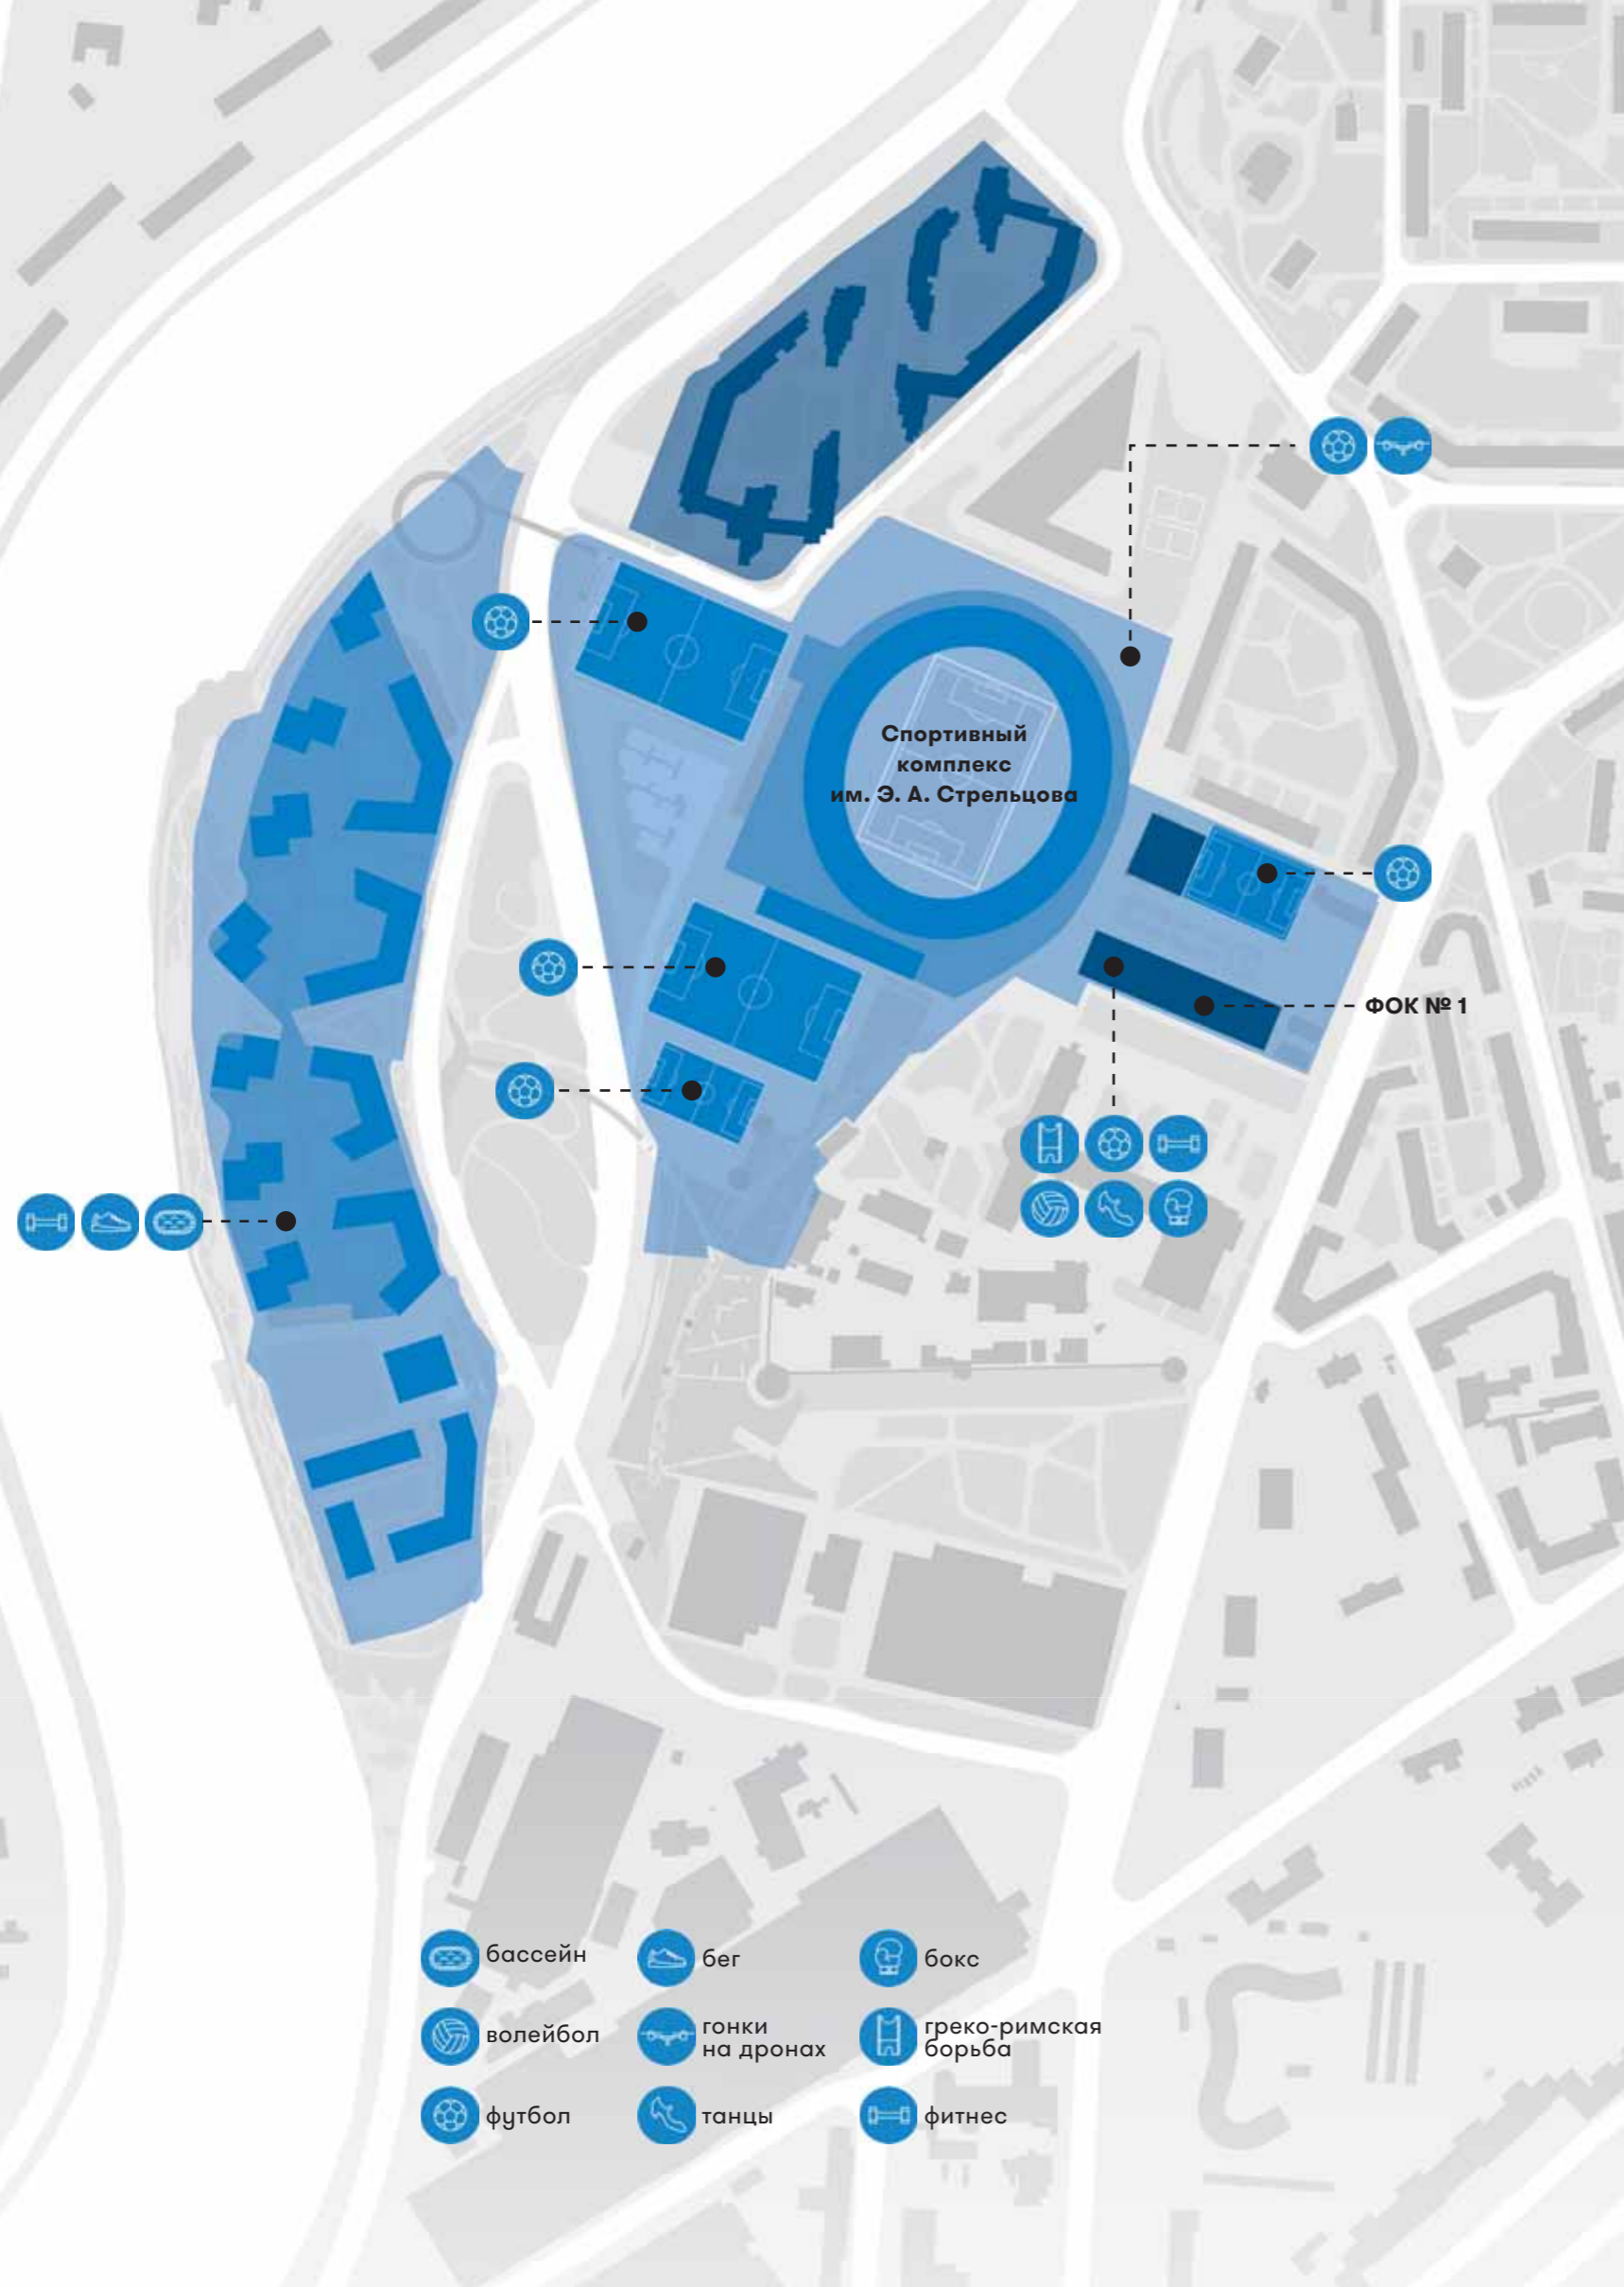 Спортивный
комплекс
им. Э. А. Стрельцова
ФОК № 1
бассейн
бег
бокс
волейбол
гонки
на дронах
греко-римская
борьба
футбол
танцы
фитнес